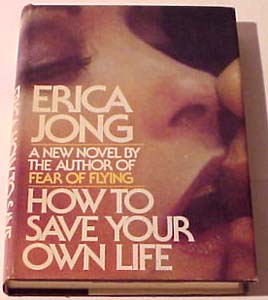 ERICA
JONG
A NEW NOVEL BY
THE AUTHOR OF
FEAR OF FLYING
HOW TO
SAVE YOUR
OWN LIFE